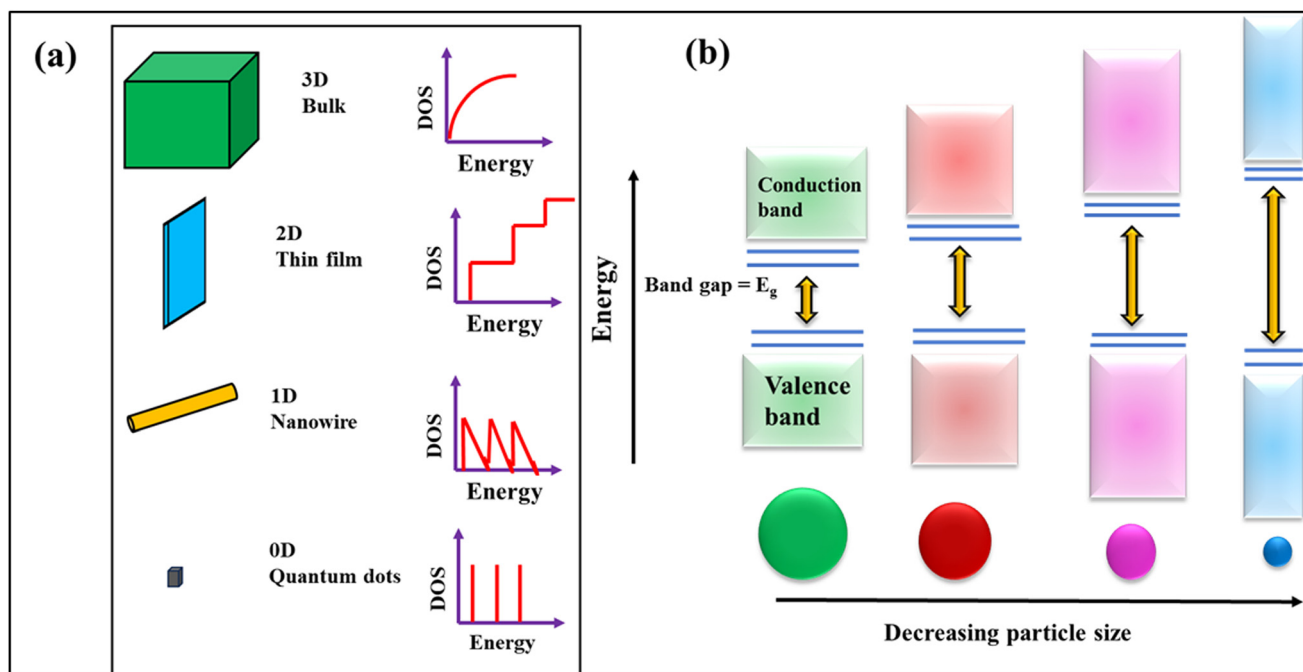 (a)
3D
Bulk
DOS
Energy
2D
Thin film
DOS
Energy
1D
Nanowire
DOS
Energy
0D
Quantum dots
DOS
Energy
(b)
Energy
Conduction
band
Band gap = Eg
Valence
band
Decreasing particle size